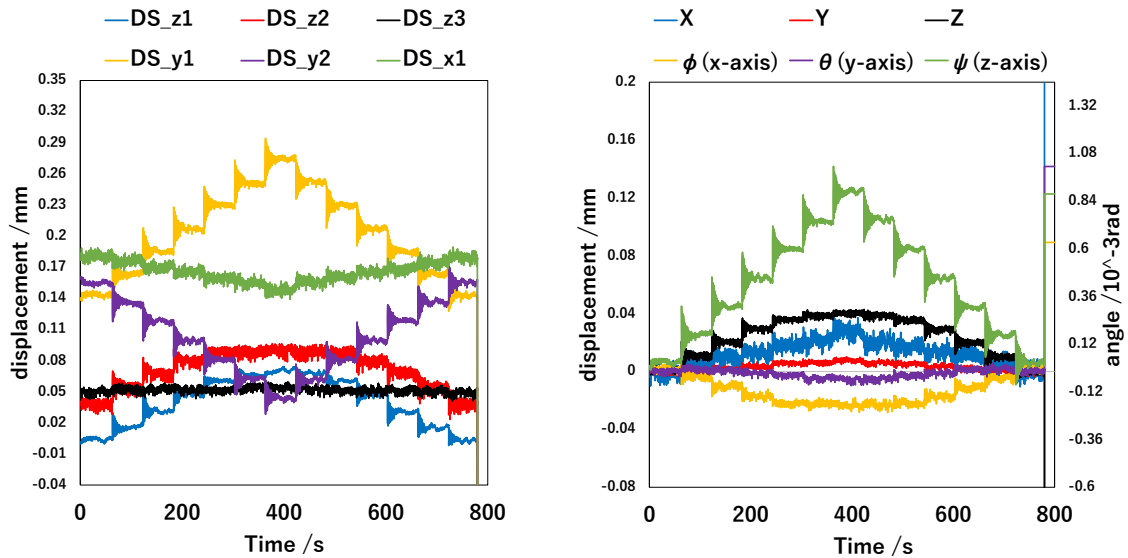 DS_z1 DS_z2 DS_z3
DS_y1 DS_y2 DS_x1
0.35
0.32
0.29
0.26
0.23
0.2
0.17
0.14
0.11
0.08
0.05
0.02
-0.01
-0.04
displacement /mm
0 200 400 600 800
Time /s
X Y Z
ϕ (x-axis) θ (y-axis) ψ (z-axis)
0.2
0.16
0.12
0.08
0.04
0
-0.04
-0.08
displacement /mm
1.32
1.08
0.84
0.6
0.36
0.12
-0.12
-0.36
-0.6
angle /10^-3rad
0 200 400 600 800
Time /s